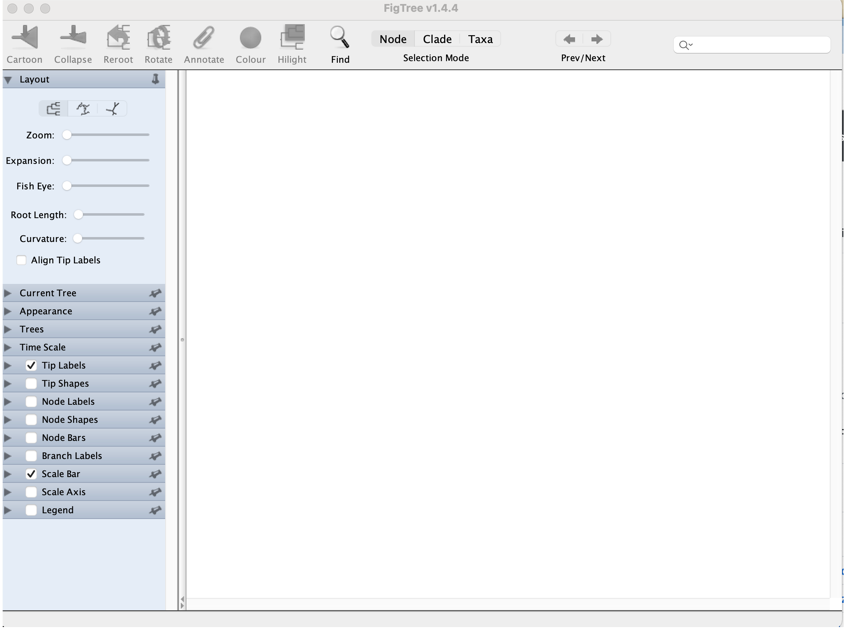 FigTree v1.4.4
Cartoon Collapse Reroot Rotate Annotate Colour Hilight Find
Node Clade Taxa
Selection Mode
Prev/Next
Layout
Zoom:
Expansion:
Fish Eye:
Root Length:
Curvature:
Align Tip Labels
Current Tree
Appearance
Trees
Time Scale
Tip Labels
Tip Shapes
Node Labels
Node Shapes
Node Bars
Branch Labels
Scale Bar
Scale Axis
Legend